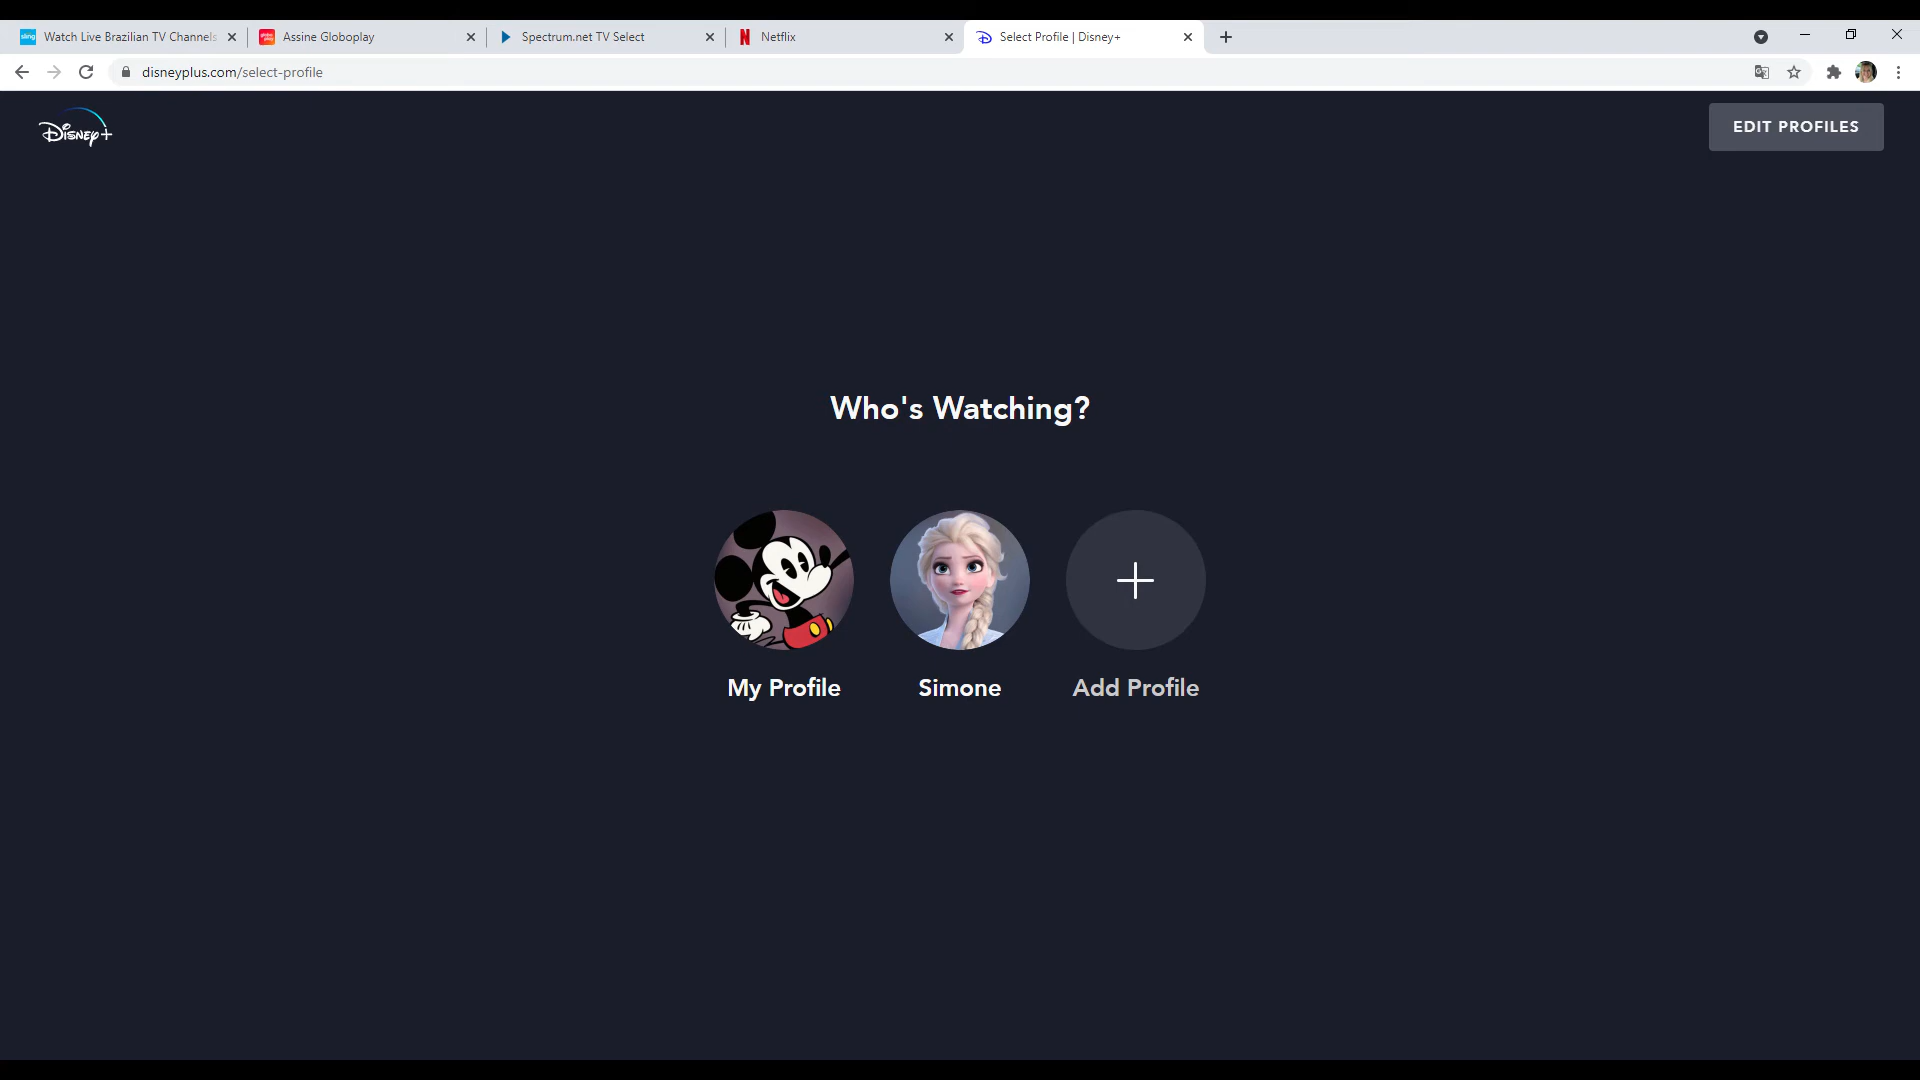 sling Watch Live Brazilian TV Channels
Assine Globoplay
Spectrum.net TV Select
Netflix
Select Profile | Disney+
disneyplus.com/select-profile
Disney+
EDIT PROFILES
Who's Watching?
My Profile
Simone
Add Profile